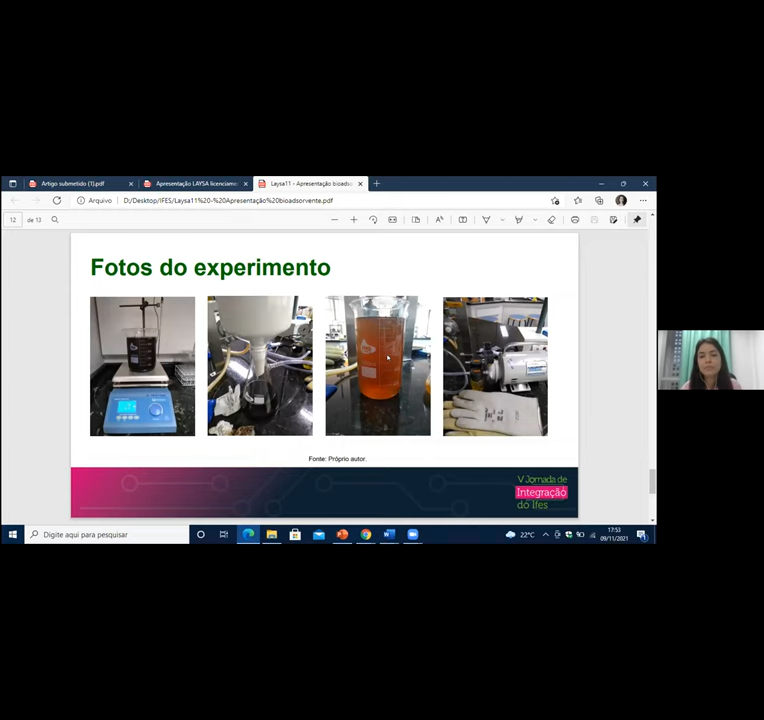 Artigo submetido (1).pdf
Apresentação LAYSA licenciamen
Laysa11 - Apresentação bioadso
Arquivo
D:/Desktop/IFES/Laysa11%20-%20Apresentação%20bioadsorvente.pdf
12
de 13
Fotos do experimento
Fonte: Próprio autor.
V Jornada de
Integração
do Ifes
Digite aqui para pesquisar
22°C
17:53
09/11/2021